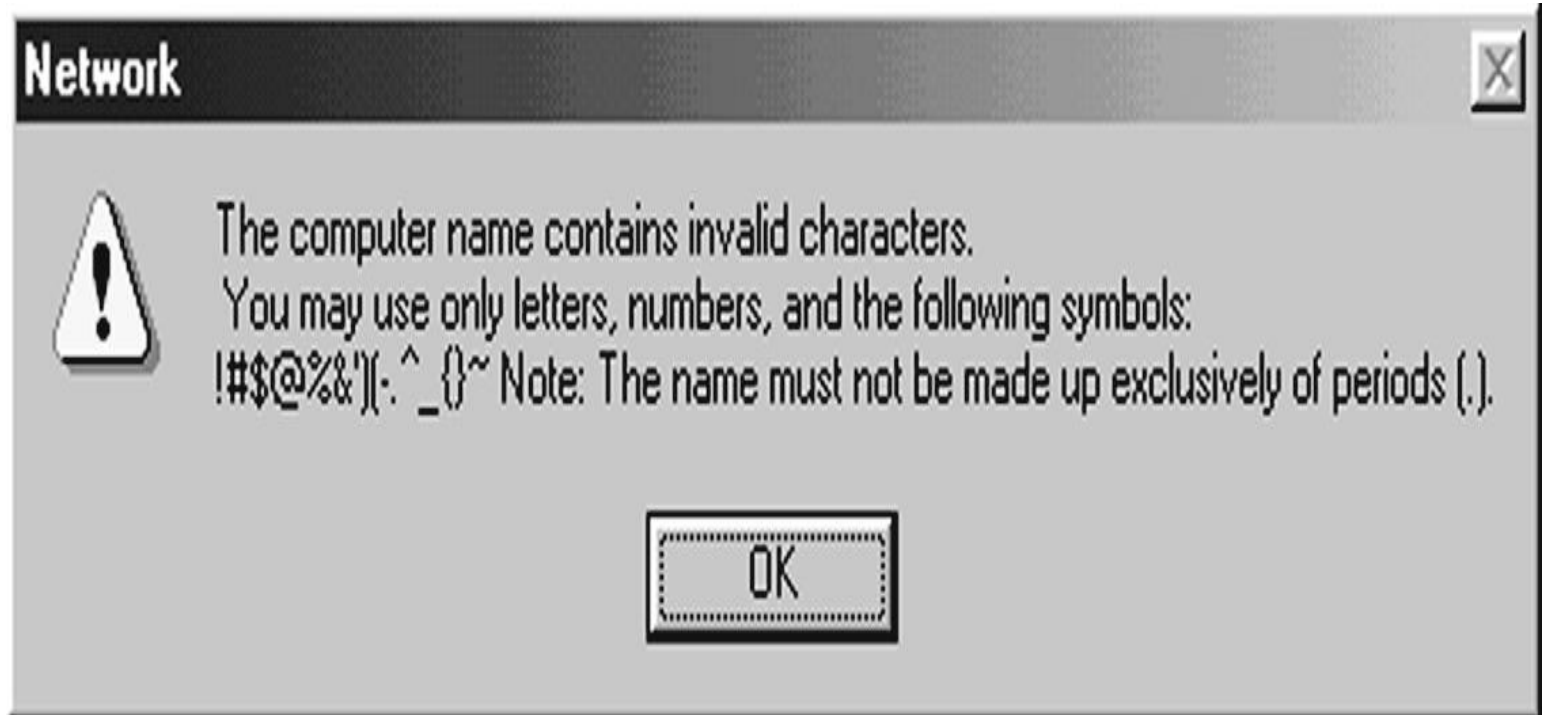 Network
The computer name contains invalid characters.
You may use only letters, numbers, and the following symbols:
!#$@%&')(-.^_{}~ Note: The name must not be made up exclusively of periods (.).
OK